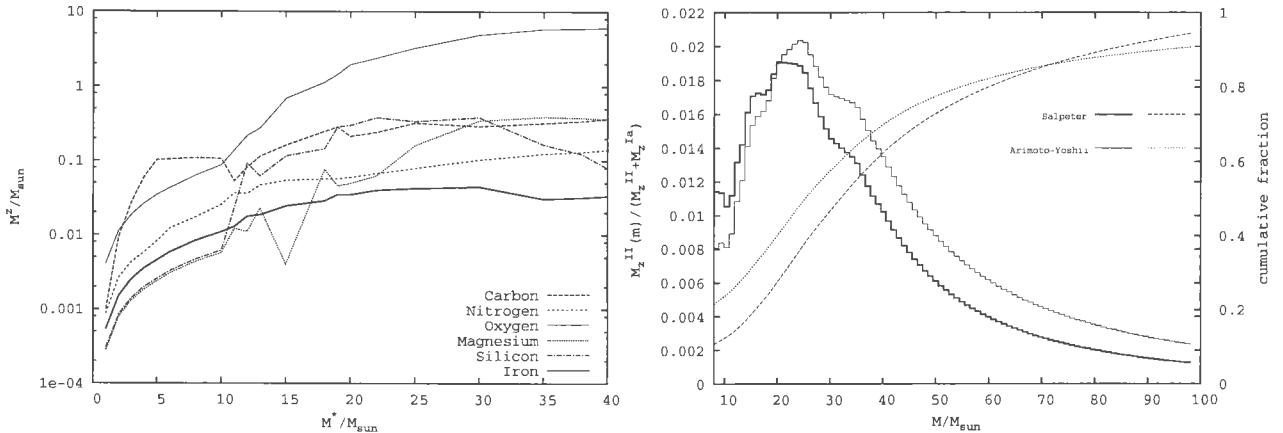 10
1
0.1
0.01
0.001
1e-04
M^z/M_sun
0 5 10 15 20 25 30 35 40
M^*/M_sun
Carbon
Nitrogen
Oxygen
Magnesium
Silicon
Iron
0.022
0.02
0.018
0.016
0.014
0.012
0.01
0.008
0.006
0.004
0.002
0
M_z^II(m)/(M_z^II+M_z^Ia)
10 20 30 40 50 60 70 80 90 100
M/M_sun
1
0.8
0.6
0.4
0.2
0
cumulative fraction
Salpeter
Arimoto-Yoshii